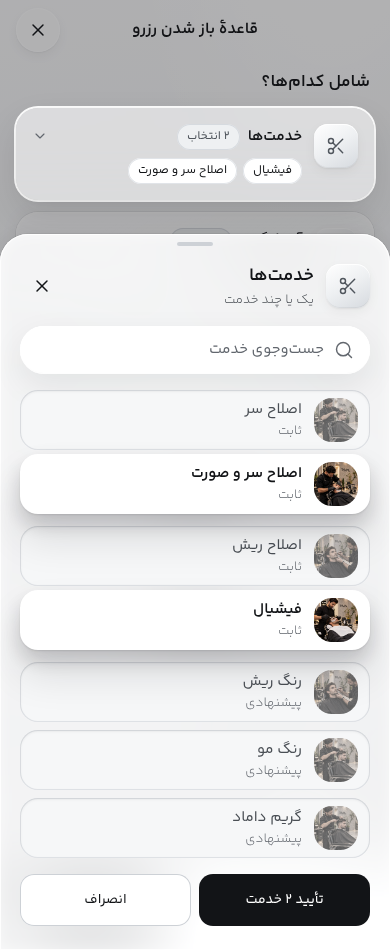 قاعدهٔ باز شدن رزرو
شامل کدام‌ها؟
خدمت‌ها
۲ انتخاب
فیشیال
اصلاح سر و صورت
خدمت‌ها
یک یا چند خدمت
جست‌وجوی خدمت
اصلاح سر
ثابت
اصلاح سر و صورت
ثابت
اصلاح ریش
ثابت
فیشیال
ثابت
رنگ ریش
پیشنهادی
رنگ مو
پیشنهادی
گریم داماد
پیشنهادی
تأیید ۲ خدمت
انصراف